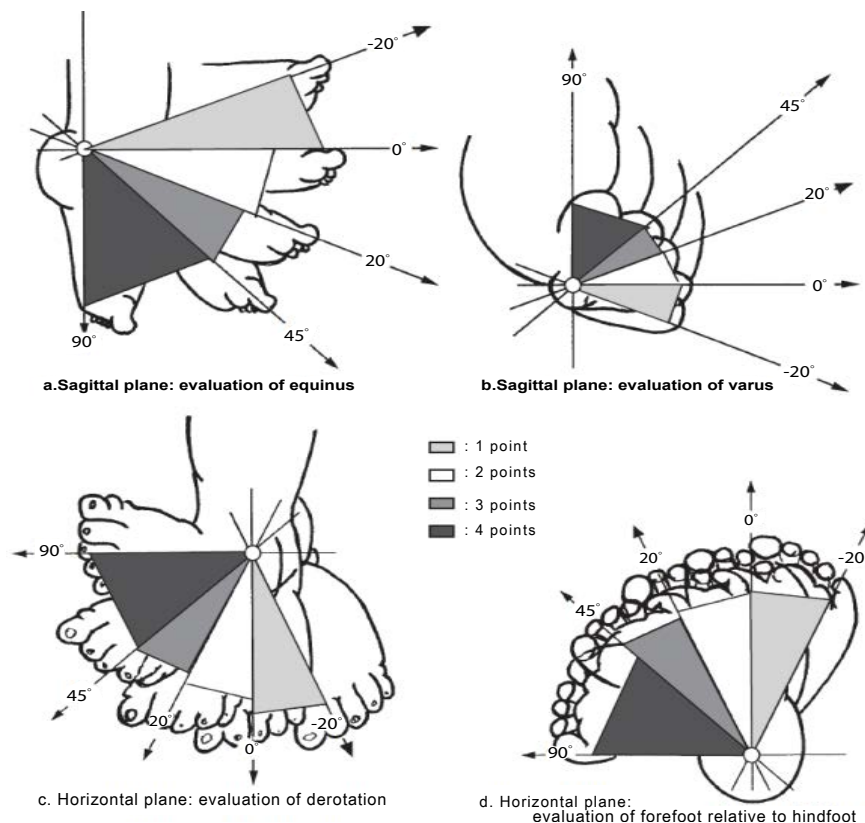 -20°
0°
20°
45°
90°
a.Sagittal plane: evaluation of equinus
90°
45°
20°
0°
-20°
b.Sagittal plane: evaluation of varus
90°
45°
20°
0°
-20°
c. Horizontal plane: evaluation of derotation
: 1 point
: 2 points
: 3 points
: 4 points
0°
-20°
20°
45°
90°
d. Horizontal plane:
evaluation of forefoot relative to hindfoot